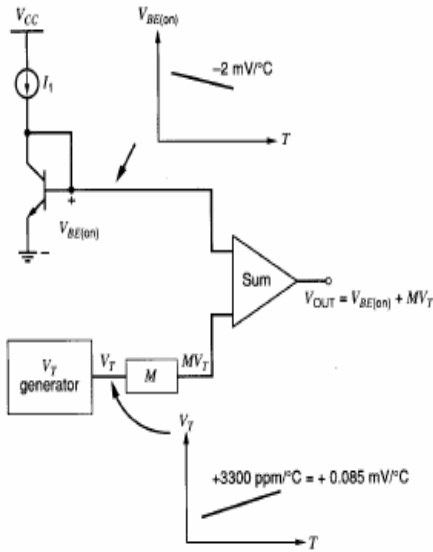 V_CC
V_BE(on)
I_1
–2 mV/°C
T
+
V_BE(on)
–
Sum
V_OUT = V_BE(on) + MV_T
V_T generator
V_T
M
MV_T
V_T
+3300 ppm/°C = + 0.085 mV/°C
T